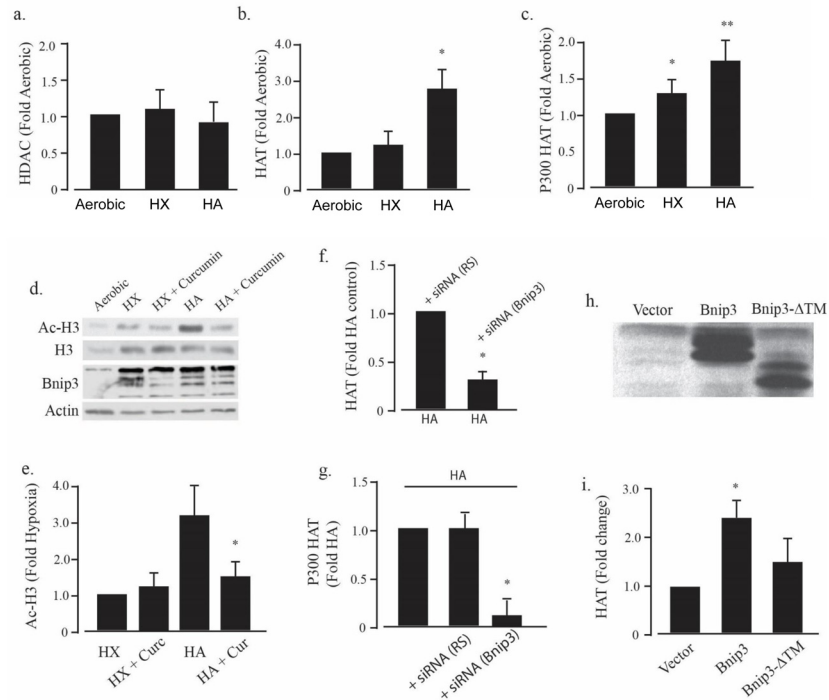 a.
HDAC (Fold Aerobic)
2.0
1.5
1.0
0.5
0
Aerobic HX HA
b.
HAT (Fold Aerobic)
4.0
3.0
2.0
1.0
0
*
Aerobic HX HA
c.
P300 HAT (Fold Aerobic)
2.0
1.5
1.0
0.5
0
* **
Aerobic HX HA
d.
Aerobic HX HX + Curcumin HA HA + Curcumin
Ac-H3
H3
Bnip3
Actin
e.
Ac-H3 (Fold Hypoxia)
4.0
3.0
2.0
1.0
0
*
HX HX + Curc HA HA + Cur
f.
HAT (Fold HA control)
1.5
1.0
0.5
0
+ siRNA (RS)
+ siRNA (Bnip3)
*
HA HA
g.
P300 HAT
(Fold HA)
1.5
1.0
0.5
0
HA
*
+ siRNA (RS)
+ siRNA (Bnip3)
h.
Vector Bnip3 Bnip3-ΔTM
i.
HAT (Fold change)
3.0
2.0
1.0
0
*
Vector Bnip3 Bnip3-ΔTM